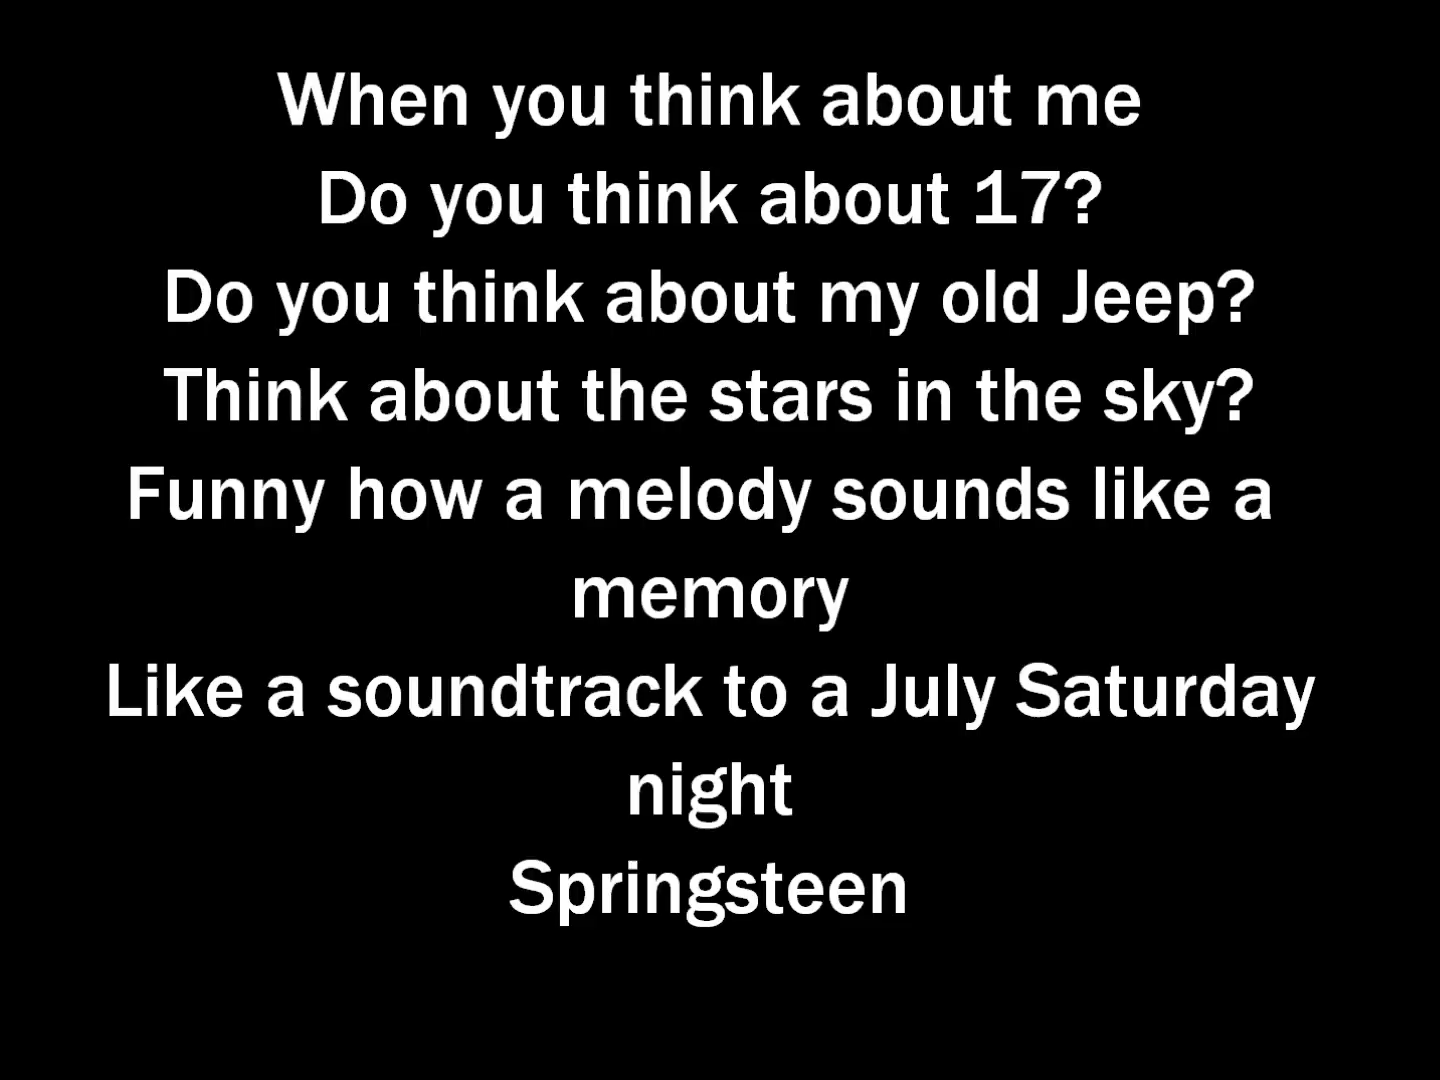 When you think about me
Do you think about 17?
Do you think about my old Jeep?
Think about the stars in the sky?
Funny how a melody sounds like a
memory
Like a soundtrack to a July Saturday
night
Springsteen